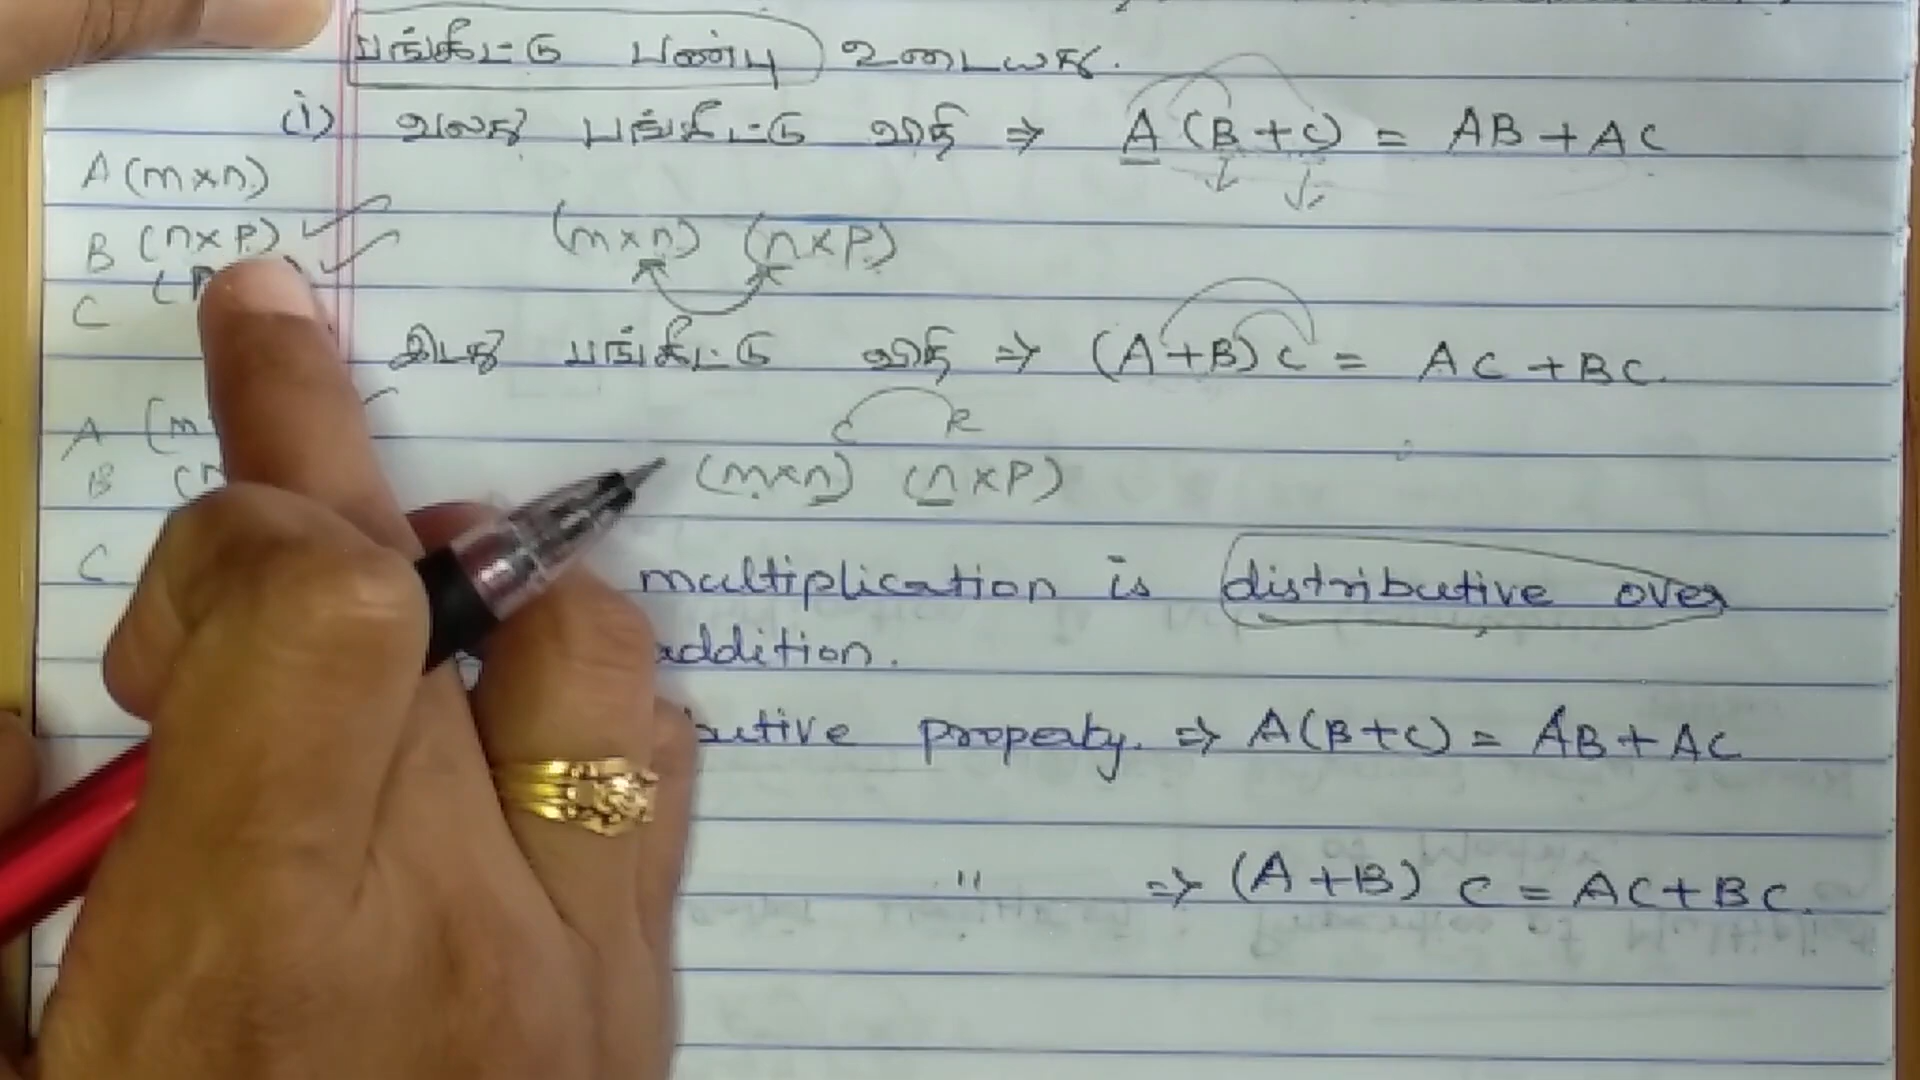 பங்கீட்டு பண்பு உடையது.
(i) வலது பங்கீட்டு விதி ⇒ A (B + C) = AB + AC
A (m×n)
B (n×p) (m×n) (n×p)
C
இடது பங்கீட்டு விதி ⇒ (A+B) C = AC + BC.
C R
A (m
B (n (m×n) (n×p)
C multiplication is distributive over
addition.
butive property. ⇒ A(B+C) = AB + AC
" ⇒ (A+B) C = AC + BC.